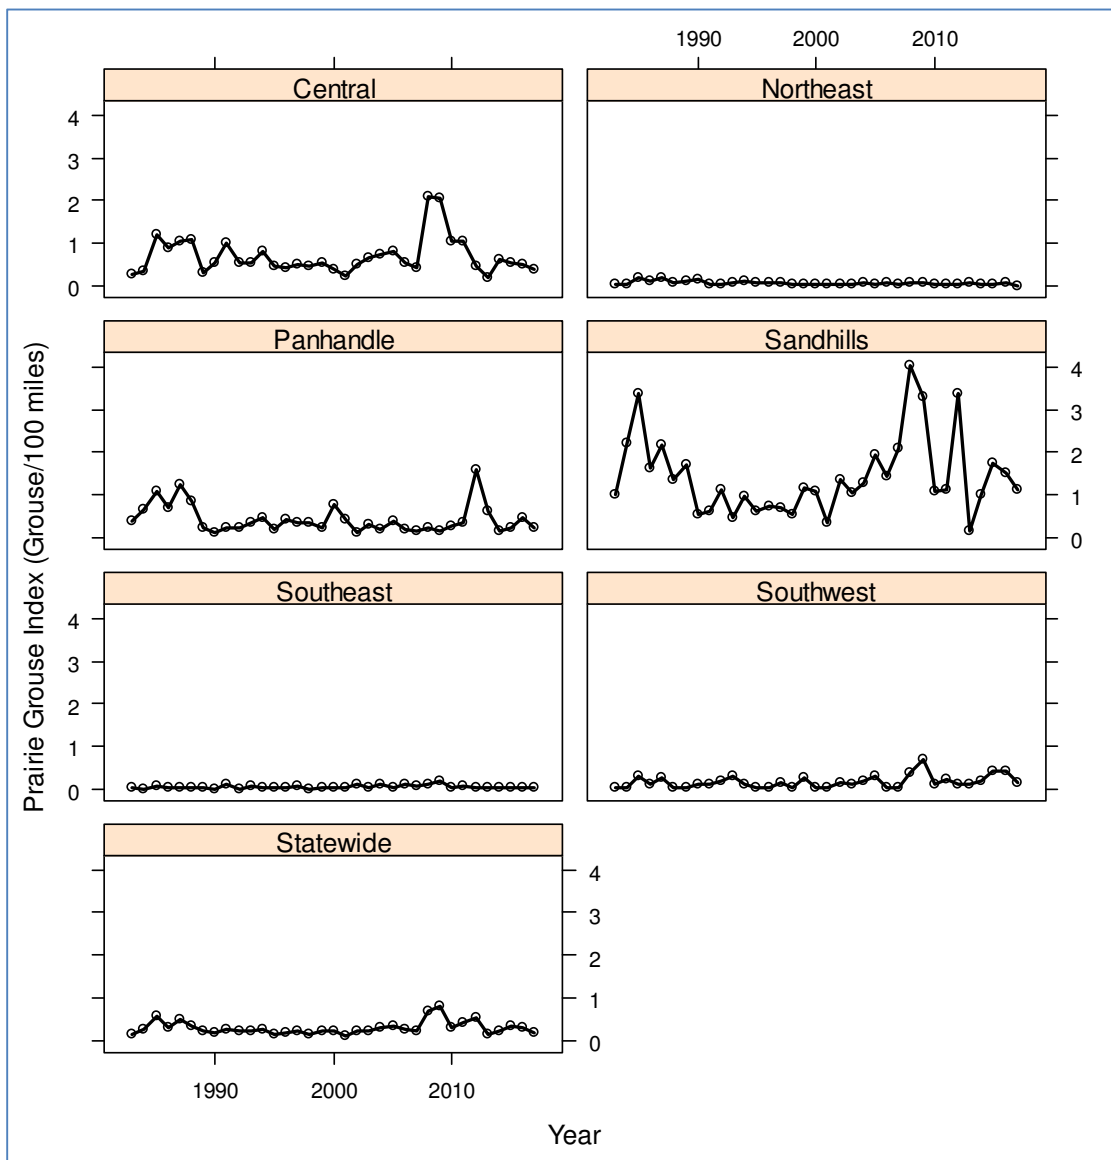 1990 2000 2010
Central
Northeast
4
3
2
1
0
Panhandle
Sandhills
4
3
2
1
0
Southeast
Southwest
4
3
2
1
0
Statewide
4
3
2
1
0
1990 2000 2010
Year
Prairie Grouse Index (Grouse/100 miles)